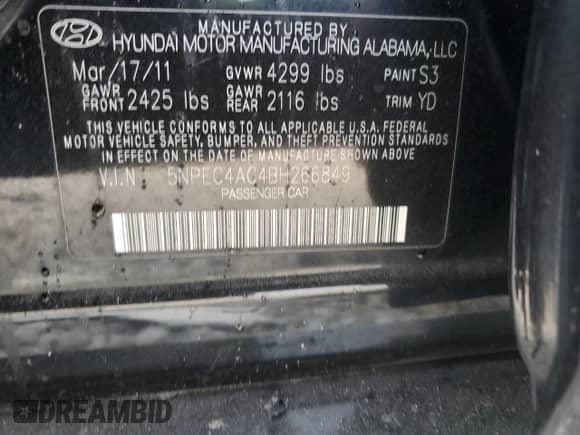 MANUFACTURED BY
HYUNDAI MOTOR MANUFACTURING ALABAMA, LLC
Mar/17/11 GVWR 4299 lbs PAINT S3
GAWR FRONT 2425 lbs GAWR REAR 2116 lbs TRIM YD
THIS VEHICLE CONFORMS TO ALL APPLICABLE U.S.A. FEDERAL
MOTOR VEHICLE SAFETY, BUMPER, AND THEFT PREVENTION STANDARDS
IN EFFECT ON THE DATE OF MANUFACTURE SHOWN ABOVE
V.I.N 5NPEC4AC4BH266849
PASSENGER CAR
DREAMBID